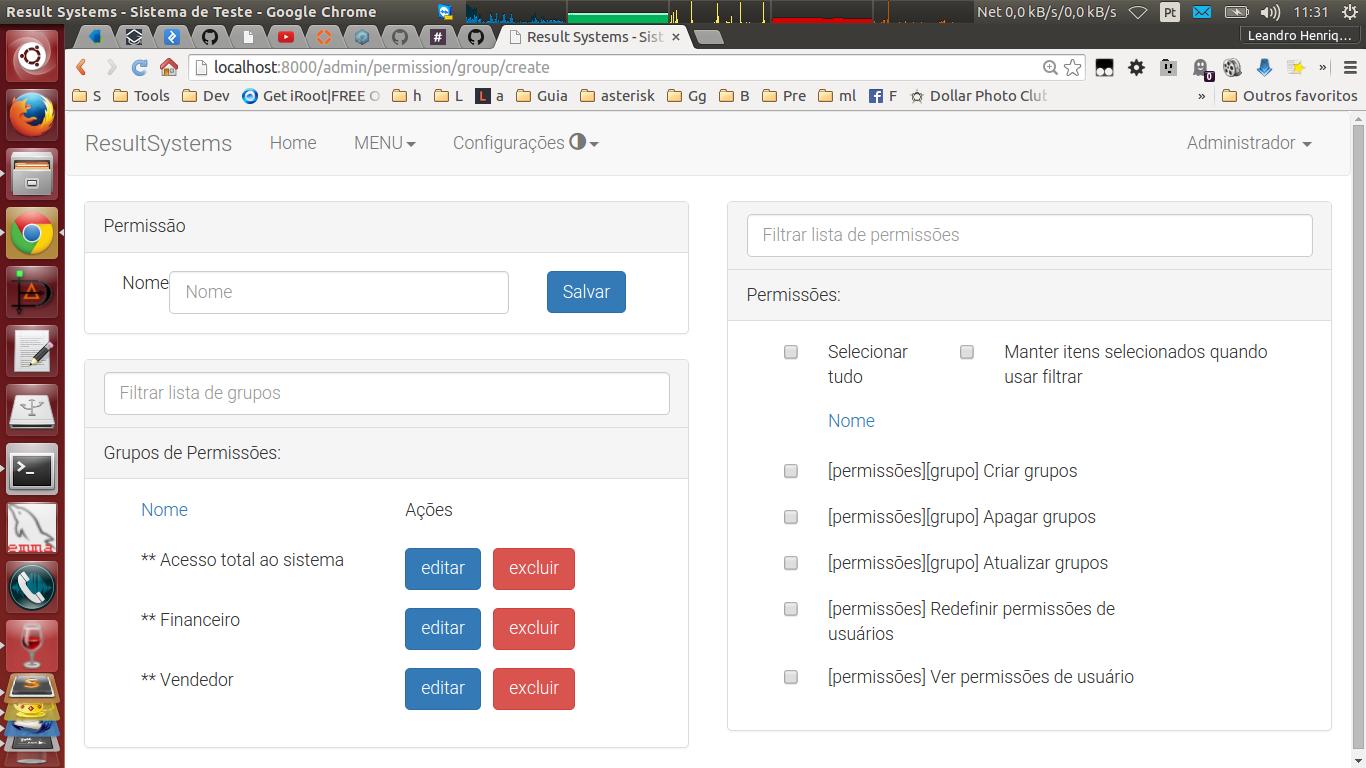 Result Systems - Sistema de Teste - Google Chrome
Net 0,0 kB/s/0,0 kB/s
Pt
11:31
Result Systems - Sist
Leandro Henriq...
localhost:8000/admin/permission/group/create
0
S Tools Dev Get iRoot|FREE O h L L a Guia asterisk Gg B Pre ml F Dollar Photo Club » Outros favoritos
ResultSystems Home MENU Configurações Administrador
Permissão
Nome Nome Salvar
Filtrar lista de grupos
Grupos de Permissões:
Nome Ações
** Acesso total ao sistema editar excluir
** Financeiro editar excluir
** Vendedor editar excluir
Filtrar lista de permissões
Permissões:
Selecionar
tudo
Manter itens selecionados quando
usar filtrar
Nome
[permissões][grupo] Criar grupos
[permissões][grupo] Apagar grupos
[permissões][grupo] Atualizar grupos
[permissões] Redefinir permissões de
usuários
[permissões] Ver permissões de usuário